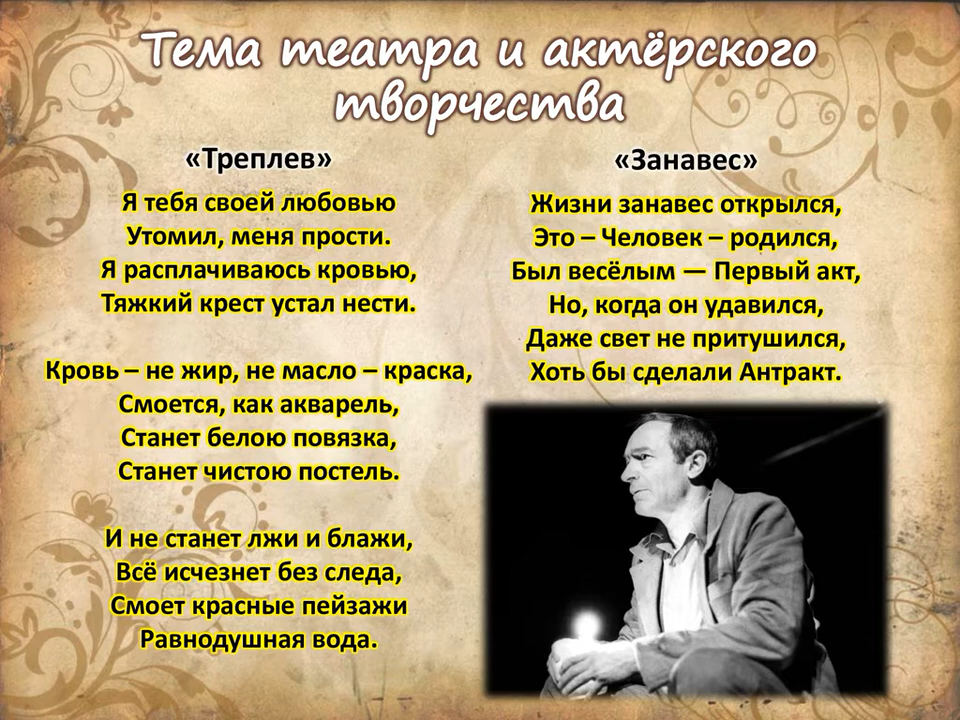 Тема театра и актёрского
творчества
«Треплев»
Я тебя своей любовью
Утомил, меня прости.
Я расплачиваюсь кровью,
Тяжкий крест устал нести.
Кровь – не жир, не масло – краска,
Смоется, как акварель,
Станет белою повязка,
Станет чистою постель.
И не станет лжи и блажи,
Всё исчезнет без следа,
Смоет красные пейзажи
Равнодушная вода.
«Занавес»
Жизни занавес открылся,
Это – Человек – родился,
Был весёлым — Первый акт,
Но, когда он удавился,
Даже свет не притушился,
Хоть бы сделали Антракт.